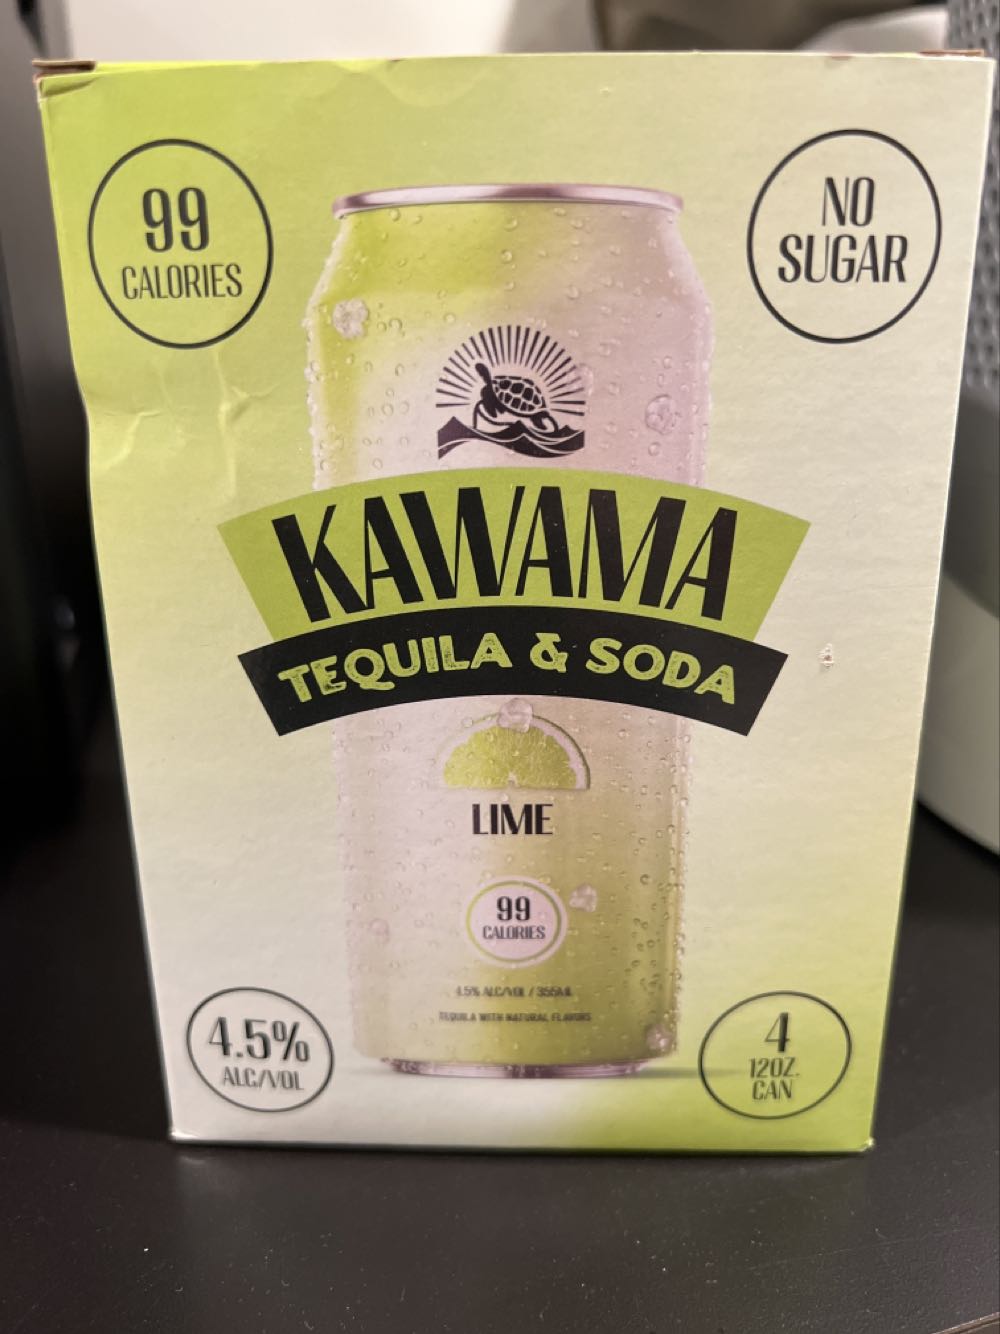 99
CALORIES
NO
SUGAR
KAWAMA
TEQUILA & SODA
LIME
99
CALORIES
4.5% ALC/VOL / 355ML
TEQUILA WITH NATURAL FLAVORS
4.5%
ALC/VOL
4
12OZ.
CAN